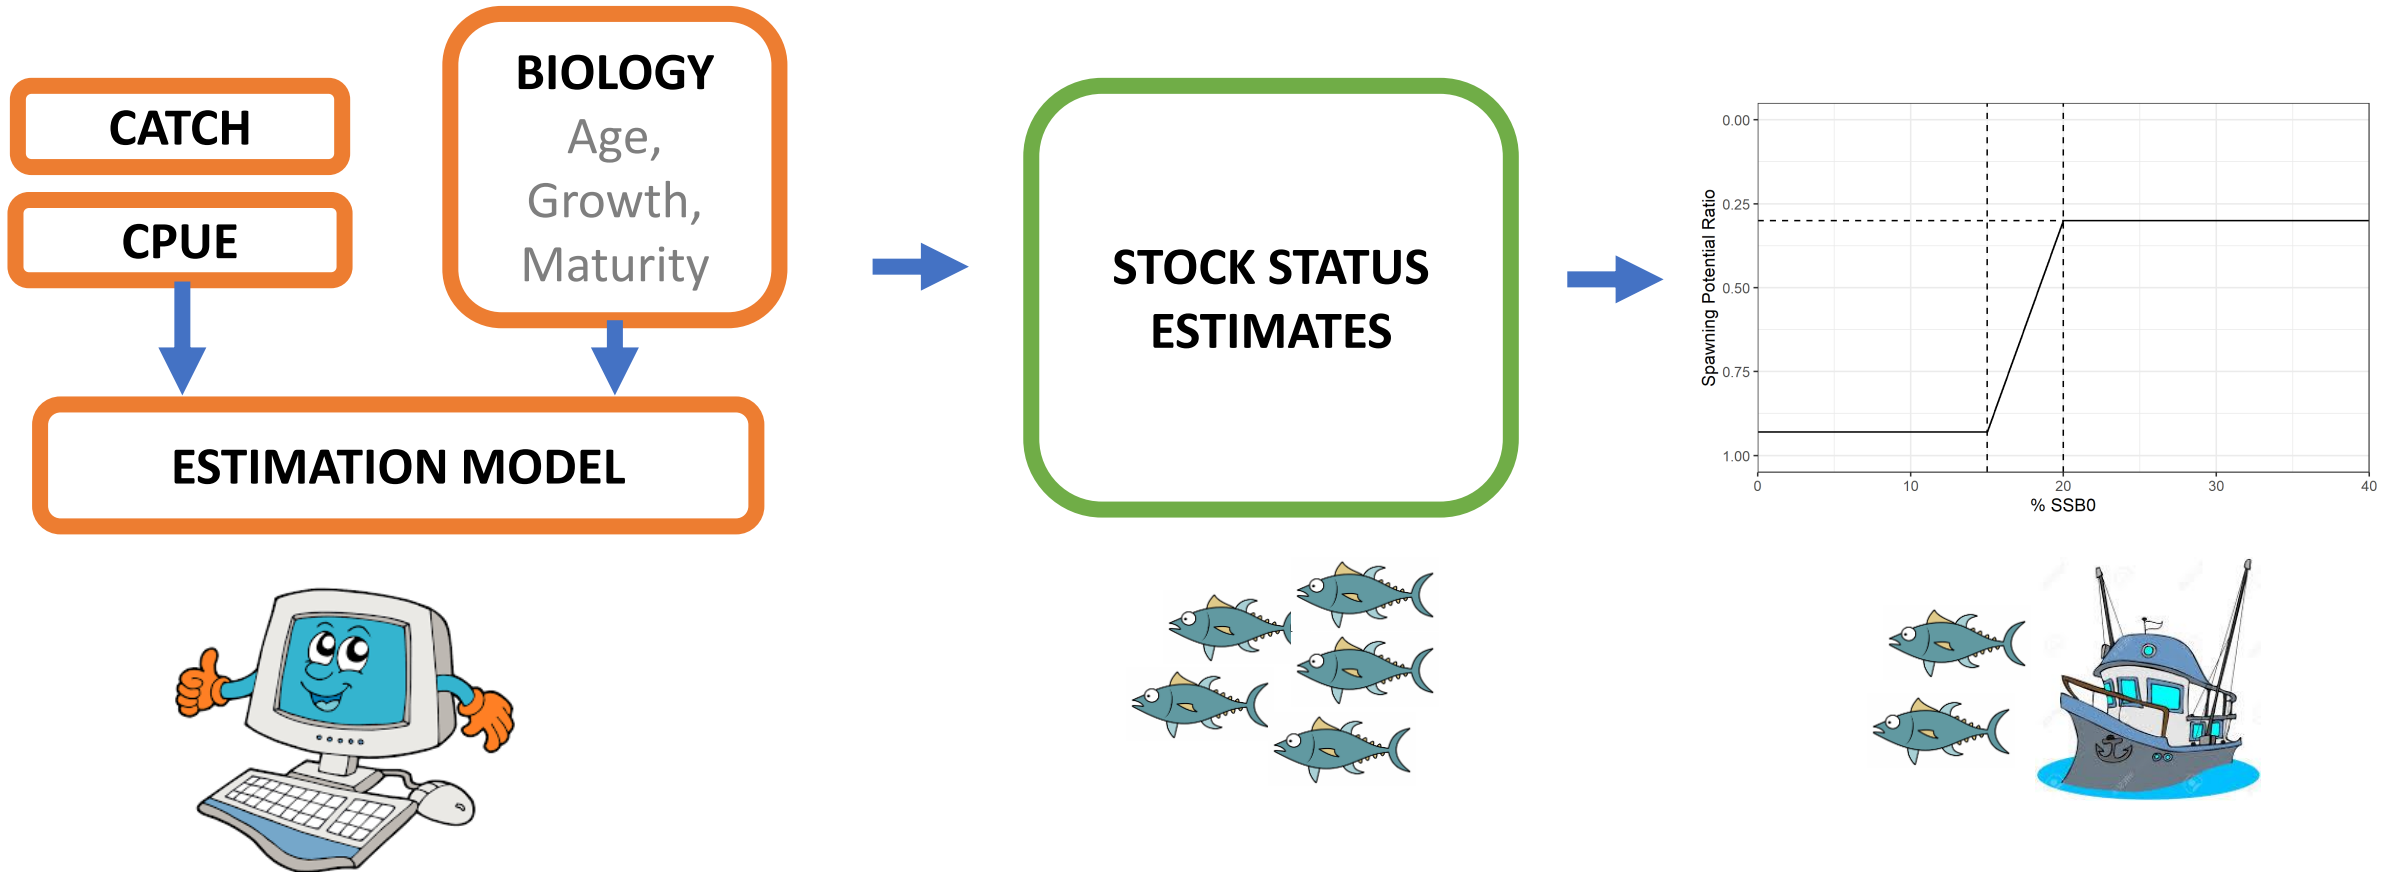 CATCH
CPUE
BIOLOGY
Age,
Growth,
Maturity
ESTIMATION MODEL
STOCK STATUS
ESTIMATES
Spawning Potential Ratio
0.00
0.25
0.50
0.75
1.00
0
10
20
30
40
% SSB0